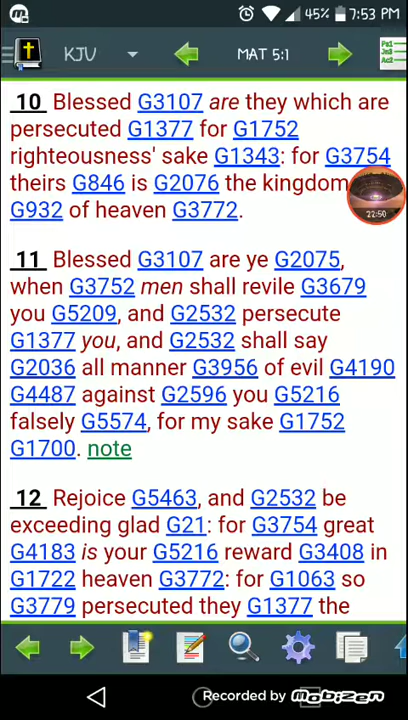 45% 7:53 PM
KJV MAT 5:1
Ps1
Jn3
Ac2
10 Blessed G3107 are they which are
persecuted G1377 for G1752
righteousness' sake G1343: for G3754
theirs G846 is G2076 the kingdom
G932 of heaven G3772.
22:50
11 Blessed G3107 are ye G2075,
when G3752 men shall revile G3679
you G5209, and G2532 persecute
G1377 you, and G2532 shall say
G2036 all manner G3956 of evil G4190
G4487 against G2596 you G5216
falsely G5574, for my sake G1752
G1700. note
12 Rejoice G5463, and G2532 be
exceeding glad G21: for G3754 great
G4183 is your G5216 reward G3408 in
G1722 heaven G3772: for G1063 so
G3779 persecuted they G1377 the
Recorded by mobizen